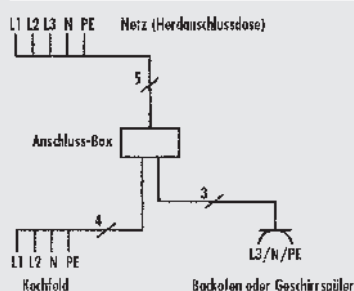 L1 L2 L3 N PE Netz (Herdanschlussdose)
5
Anschluss-Box
4
3
L1 L2 N PE
L3/N/PE
Kochfeld
Backofen oder Geschirrspüler